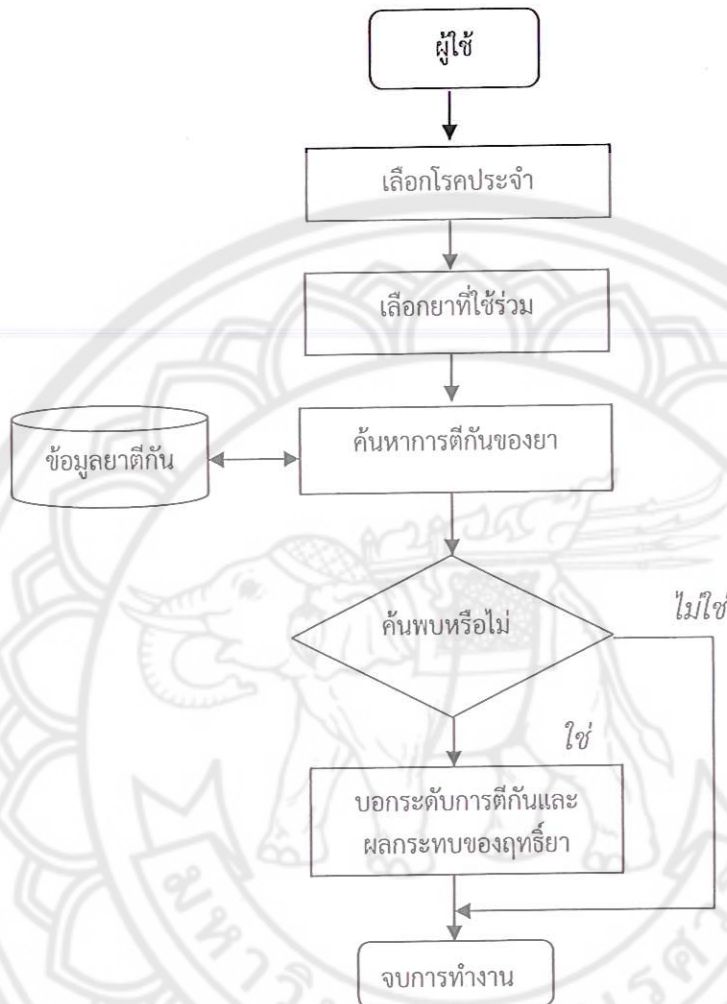 ผู้ใช้
เลือกโรคประจำ
เลือกยาที่ใช้ร่วม
ค้นหาการตีกันของยา
ข้อมูลยาตีกัน
ค้นพบหรือไม่
ไม่ใช่
ใช่
บอกระดับการตีกันและ
ผลกระทบของฤทธิ์ยา
จบการทำงาน